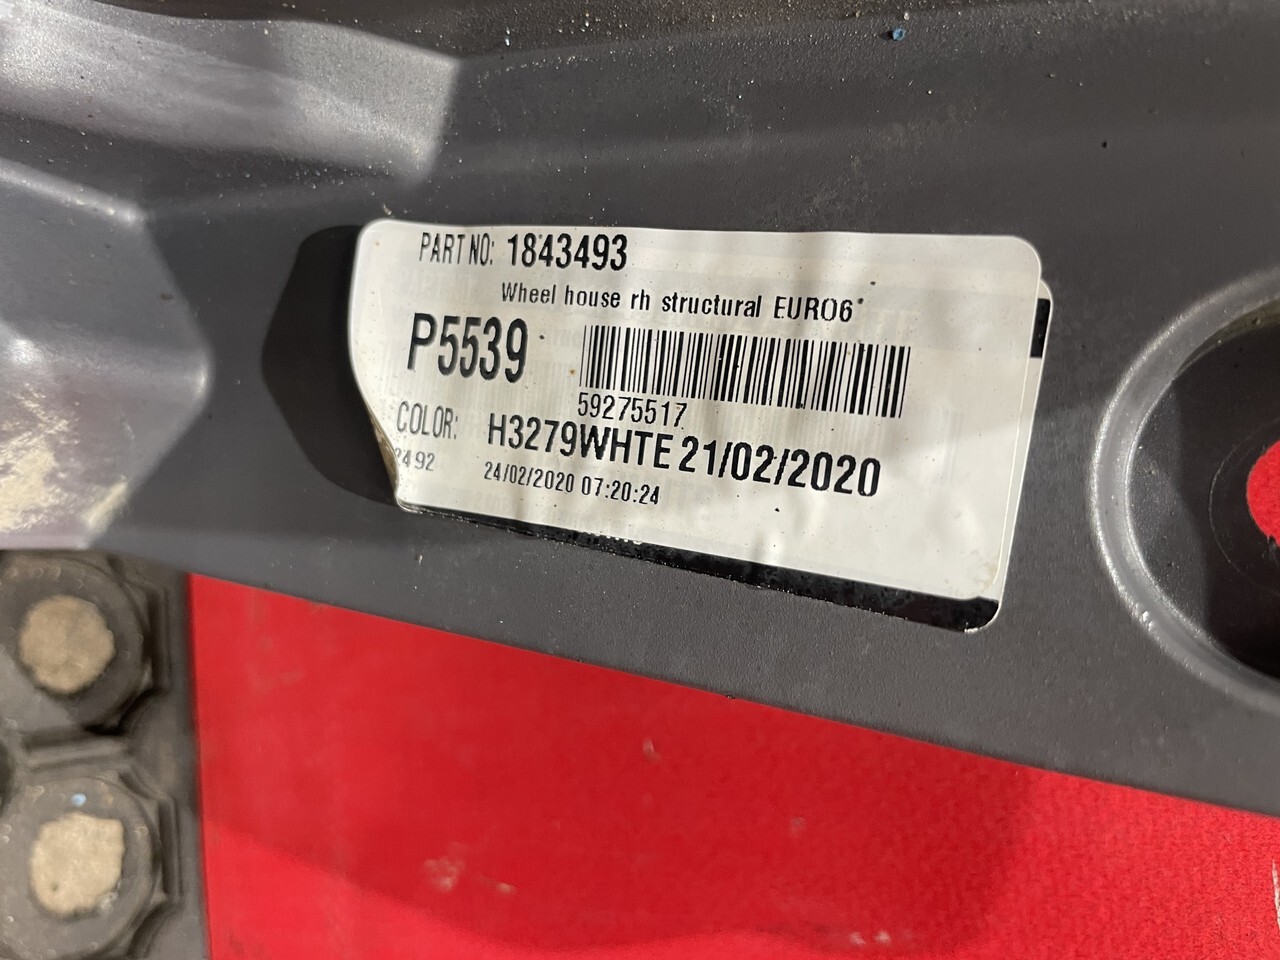 PART NO: 1843493
Wheel house rh structural EURO6
P5539
59275517
COLOR: H3279WHTE 21/02/2020
24/02/2020 07:20:24